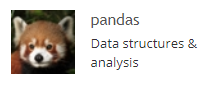 pandas
Data structures &
analysis